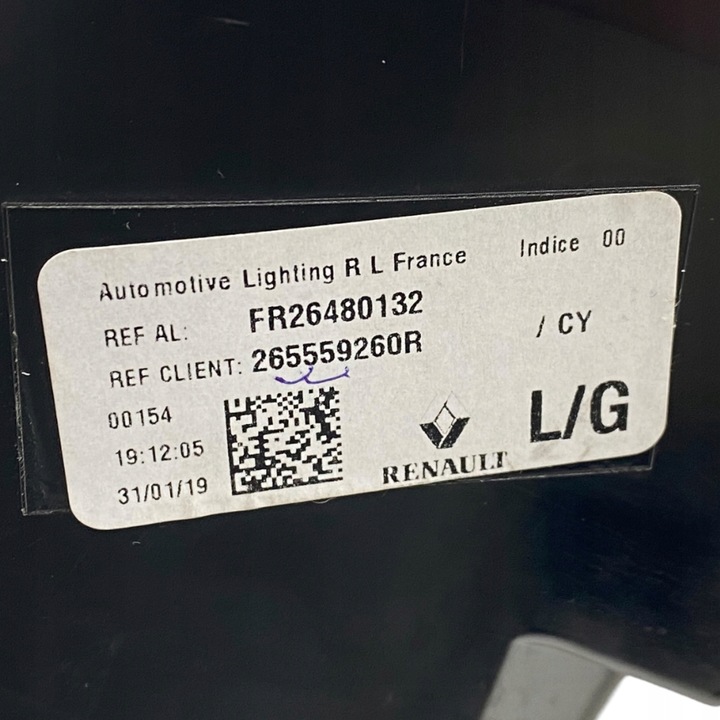 Automotive Lighting R L France Indice 00
REF AL: FR26480132
REF CLIENT: 265559260R / CY
00154
19:12:05
31/01/19
RENAULT
L/G